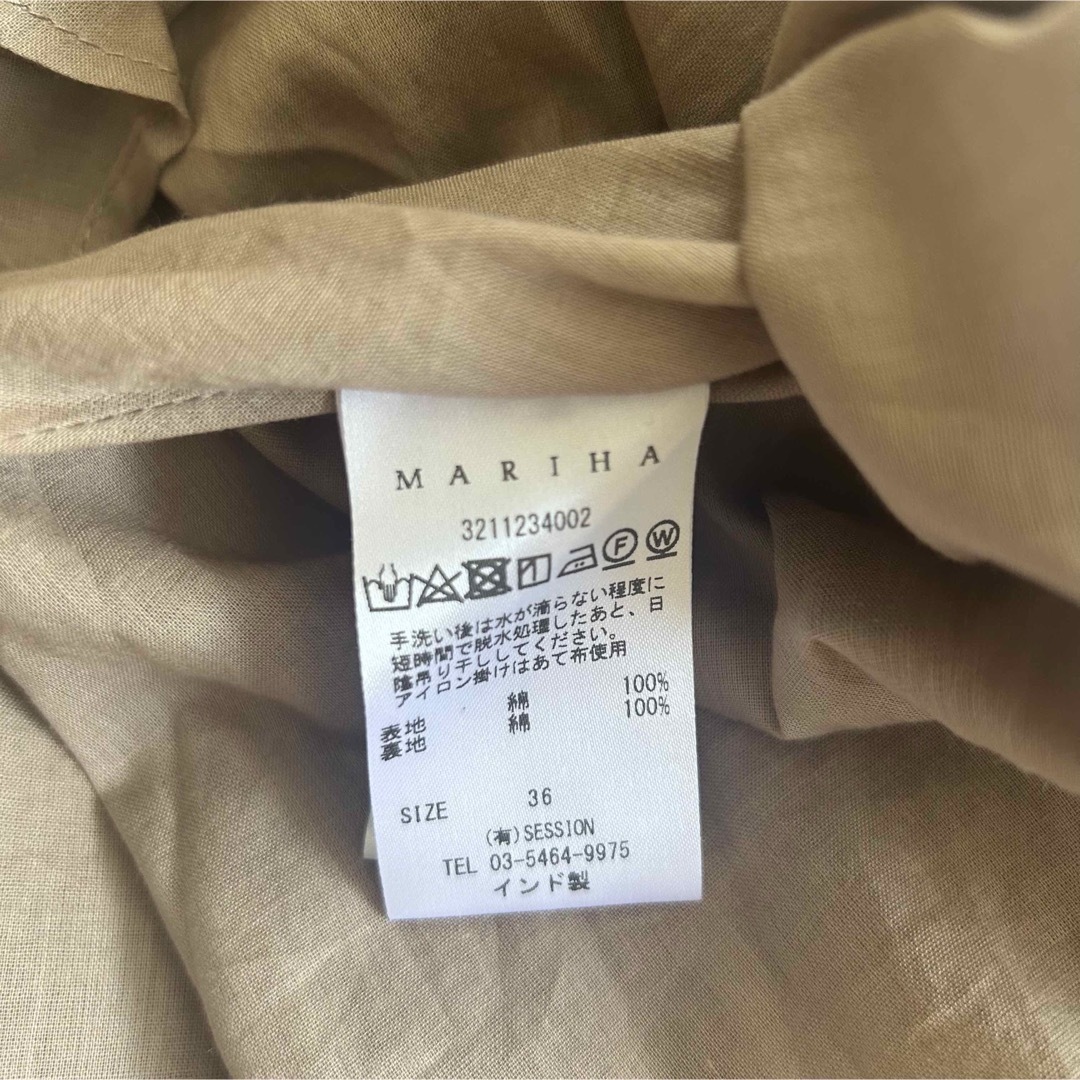 MARIHA
3211234002
F W
手洗い後は水が滴らない程度に
短時間で脱水処理したあと、日
陰吊り干ししてください。
アイロン掛けはあて布使用
表地 綿 100%
裏地 綿 100%
SIZE 36
(有)SESSION
TEL 03-5464-9975
インド製